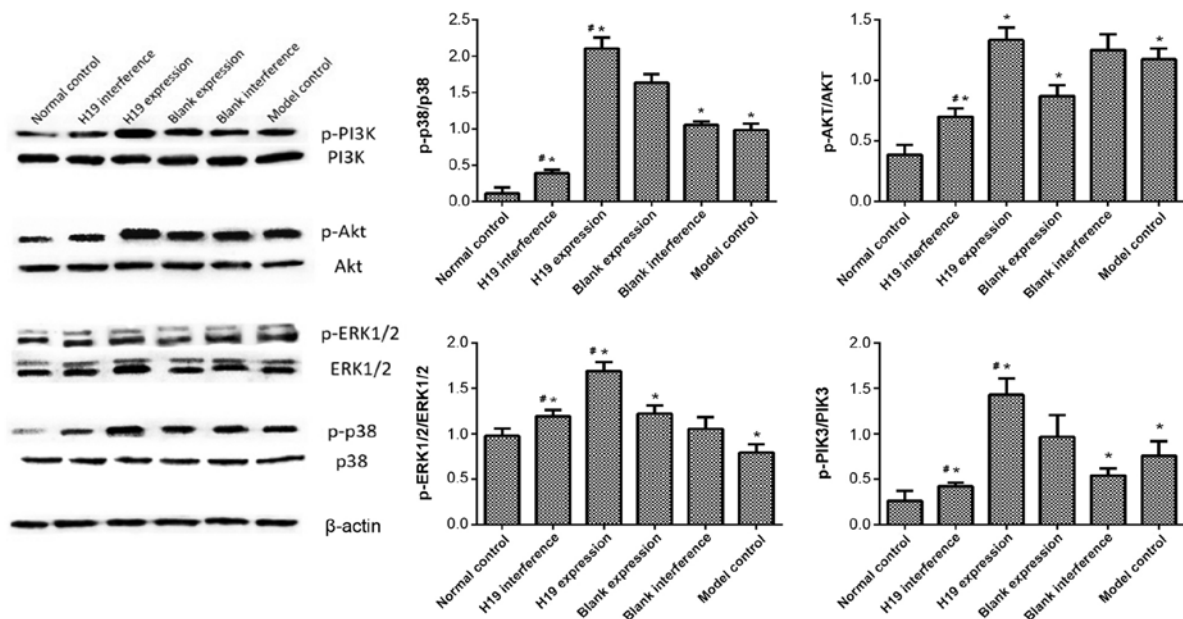 Normal control
H19 interference
H19 expression
Blank expression
Blank interference
Model control
p-PI3K
PI3K
p-Akt
Akt
p-ERK1/2
ERK1/2
p-p38
p38
β-actin
p-p38/p38
2.5
2.0
1.5
1.0
0.5
0.0
# *
# *
*
*
Normal control
H19 interference
H19 expression
Blank expression
Blank interference
Model control
p-AKT/AKT
1.5
1.0
0.5
0.0
# *
*
*
*
Normal control
H19 interference
H19 expression
Blank expression
Blank interference
Model control
p-ERK1/2/ERK1/2
2.0
1.5
1.0
0.5
0.0
# *
# *
*
*
Normal control
H19 interference
H19 expression
Blank expression
Blank interference
Model control
p-PIK3/PIK3
2.0
1.5
1.0
0.5
0.0
# *
# *
*
*
Normal control
H19 interference
H19 expression
Blank expression
Blank interference
Model control